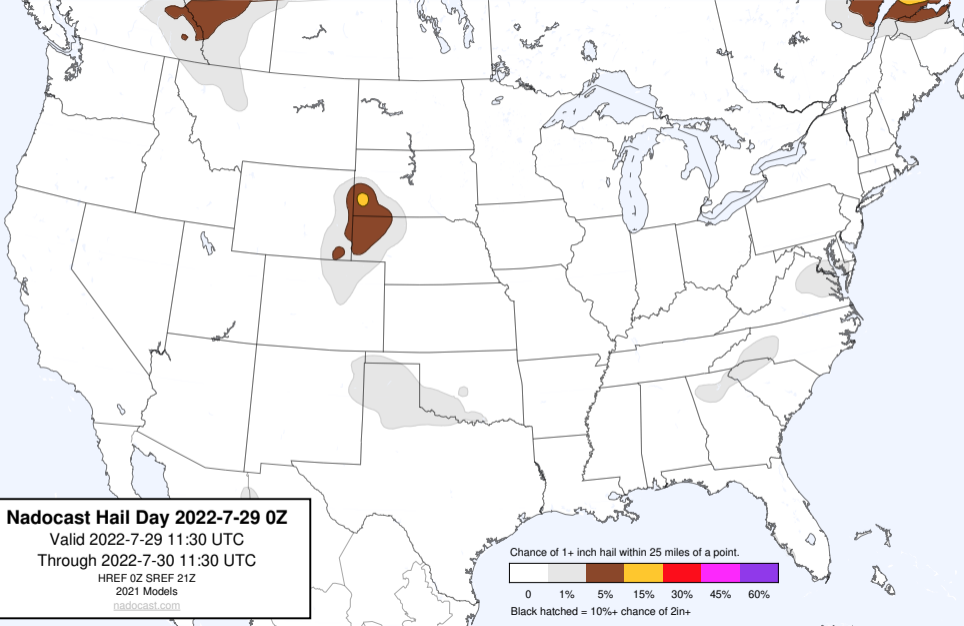 Nadocast Hail Day 2022-7-29 0Z
Valid 2022-7-29 11:30 UTC
Through 2022-7-30 11:30 UTC
HREF 0Z SREF 21Z
2021 Models
nadocast.com
Chance of 1+ inch hail within 25 miles of a point.
0 1% 5% 15% 30% 45% 60%
Black hatched = 10%+ chance of 2in+